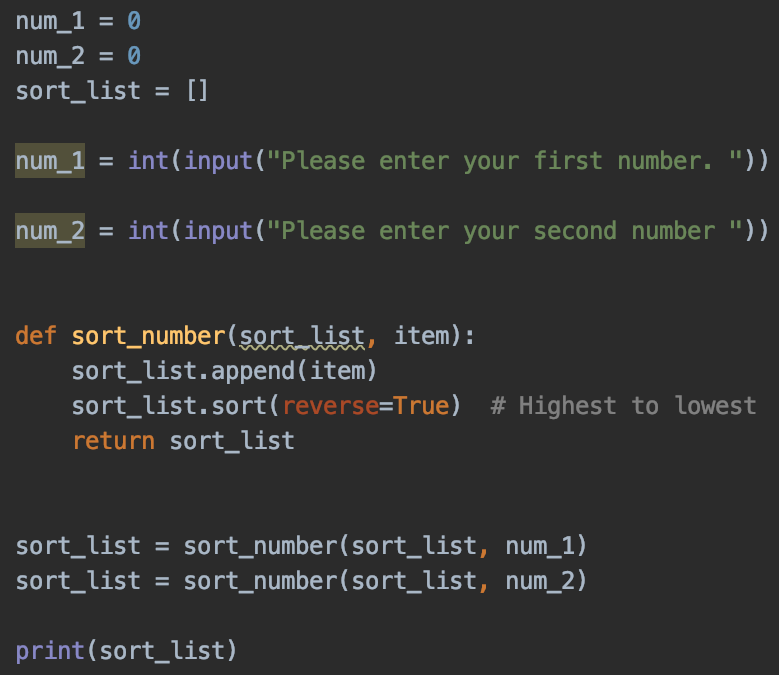 num_1 = 0
num_2 = 0
sort_list = []
num_1 = int(input("Please enter your first number. "))
num_2 = int(input("Please enter your second number "))
def sort_number(sort_list, item):
    sort_list.append(item)
    sort_list.sort(reverse=True)  # Highest to lowest
    return sort_list
sort_list = sort_number(sort_list, num_1)
sort_list = sort_number(sort_list, num_2)
print(sort_list)